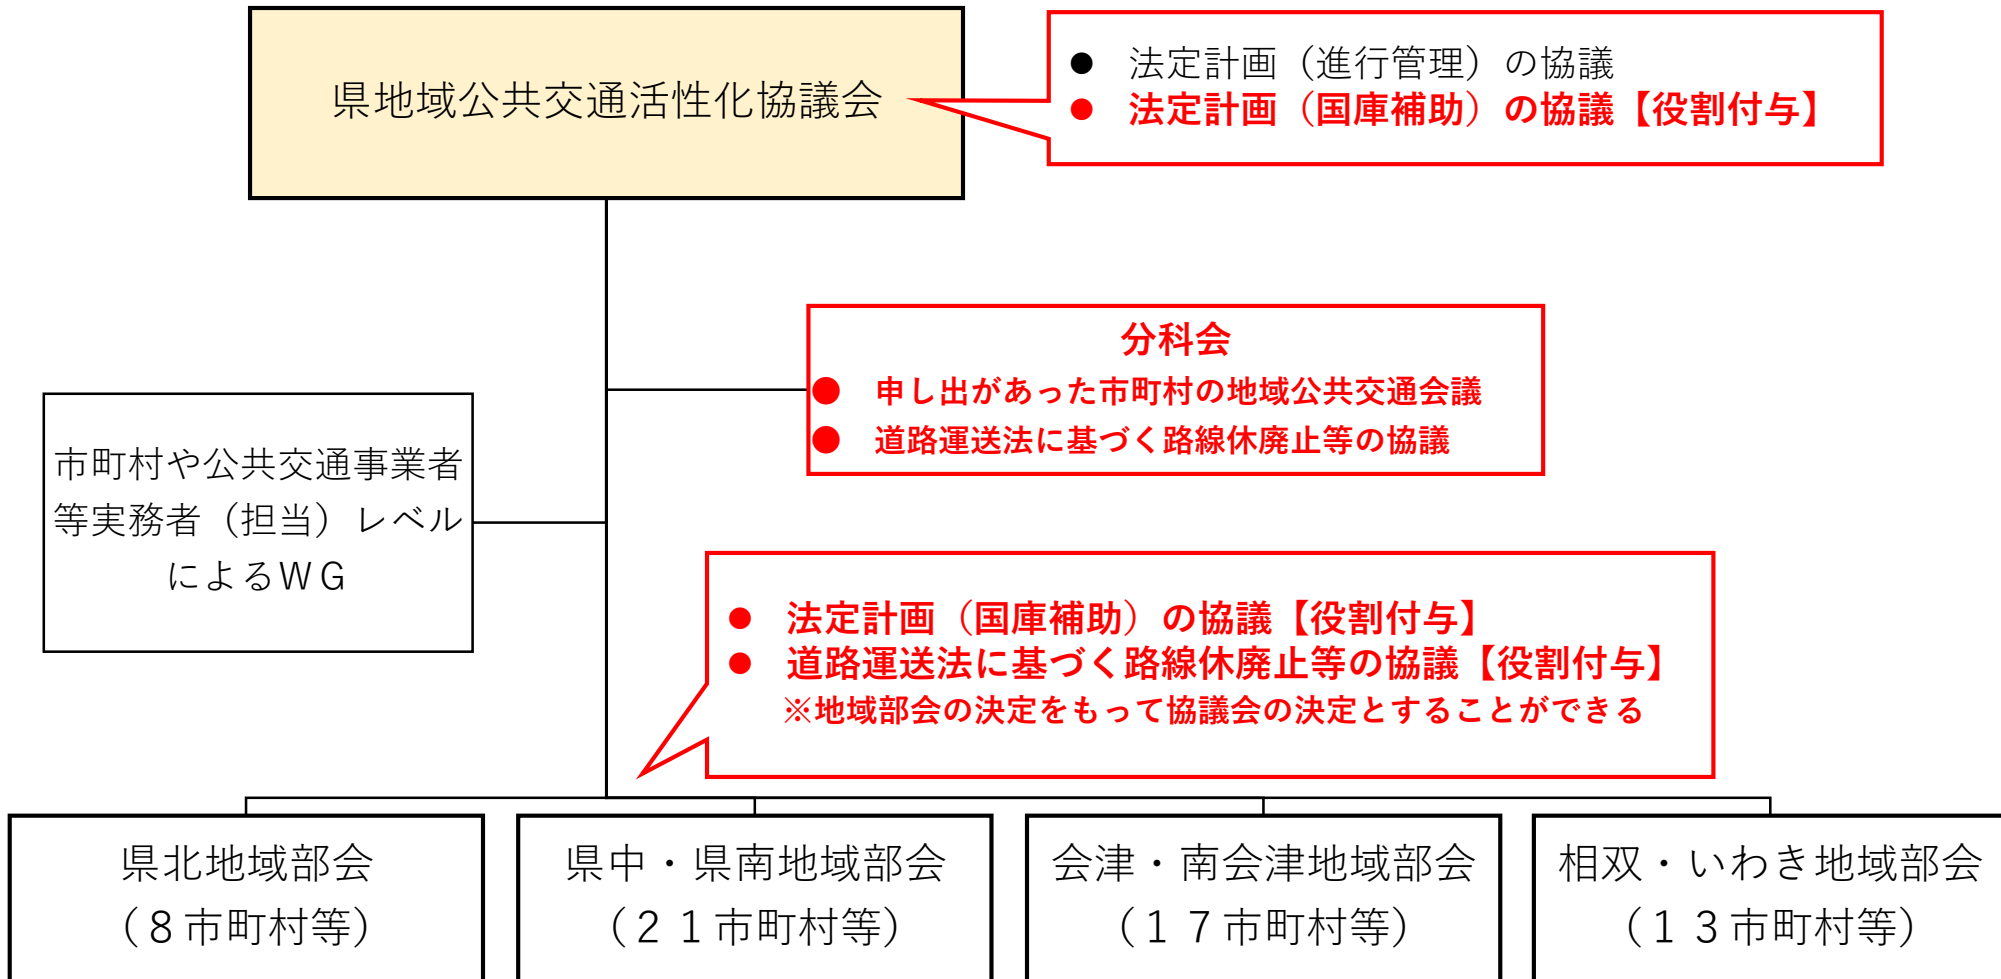 県地域公共交通活性化協議会
● 法定計画（進行管理）の協議
● 法定計画（国庫補助）の協議【役割付与】
分科会
● 申し出があった市町村の地域公共交通会議
● 道路運送法に基づく路線休廃止等の協議
市町村や公共交通事業者
等実務者（担当）レベル
によるＷＧ
● 法定計画（国庫補助）の協議【役割付与】
● 道路運送法に基づく路線休廃止等の協議【役割付与】
※地域部会の決定をもって協議会の決定とすることができる
県北地域部会
（８市町村等）
県中・県南地域部会
（２１市町村等）
会津・南会津地域部会
（１７市町村等）
相双・いわき地域部会
（１３市町村等）